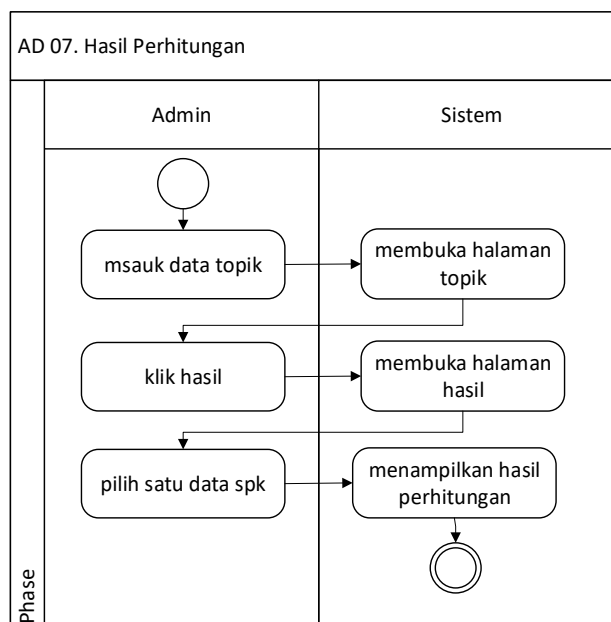 AD 07. Hasil Perhitungan
Admin
Sistem
msauk data topik
membuka halaman
topik
klik hasil
membuka halaman
hasil
pilih satu data spk
menampilkan hasil
perhitungan
Phase